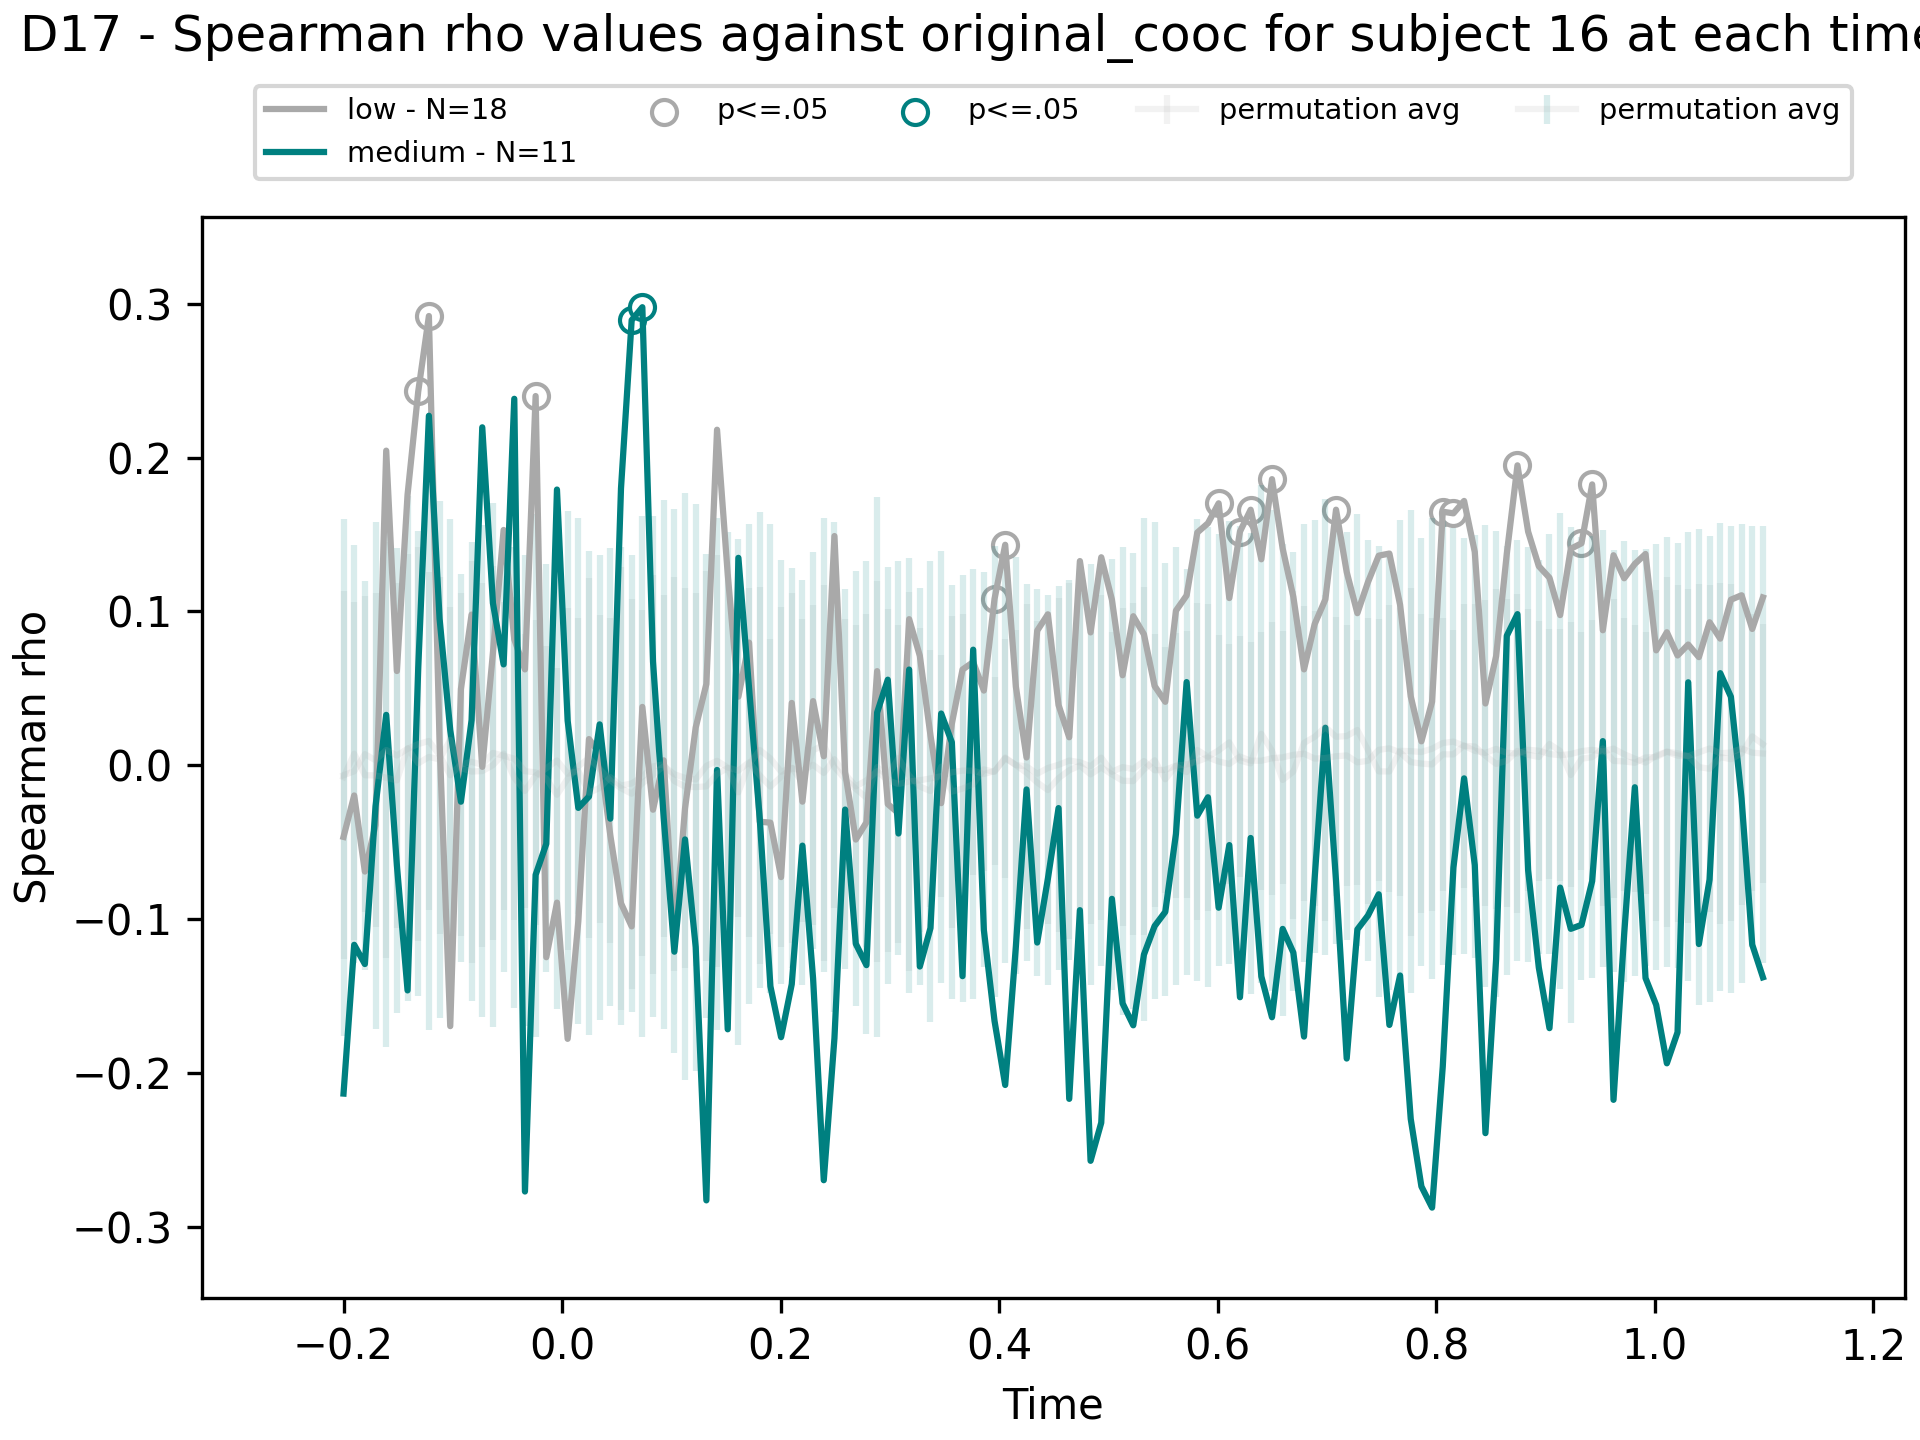 D17 - Spearman rho values against original_cooc for subject 16 at each time
low - N=18
medium - N=11
p<=.05
p<=.05
permutation avg
permutation avg
0.3
0.2
0.1
0.0
−0.1
−0.2
−0.3
Spearman rho
−0.2
0.0
0.2
0.4
0.6
0.8
1.0
1.2
Time